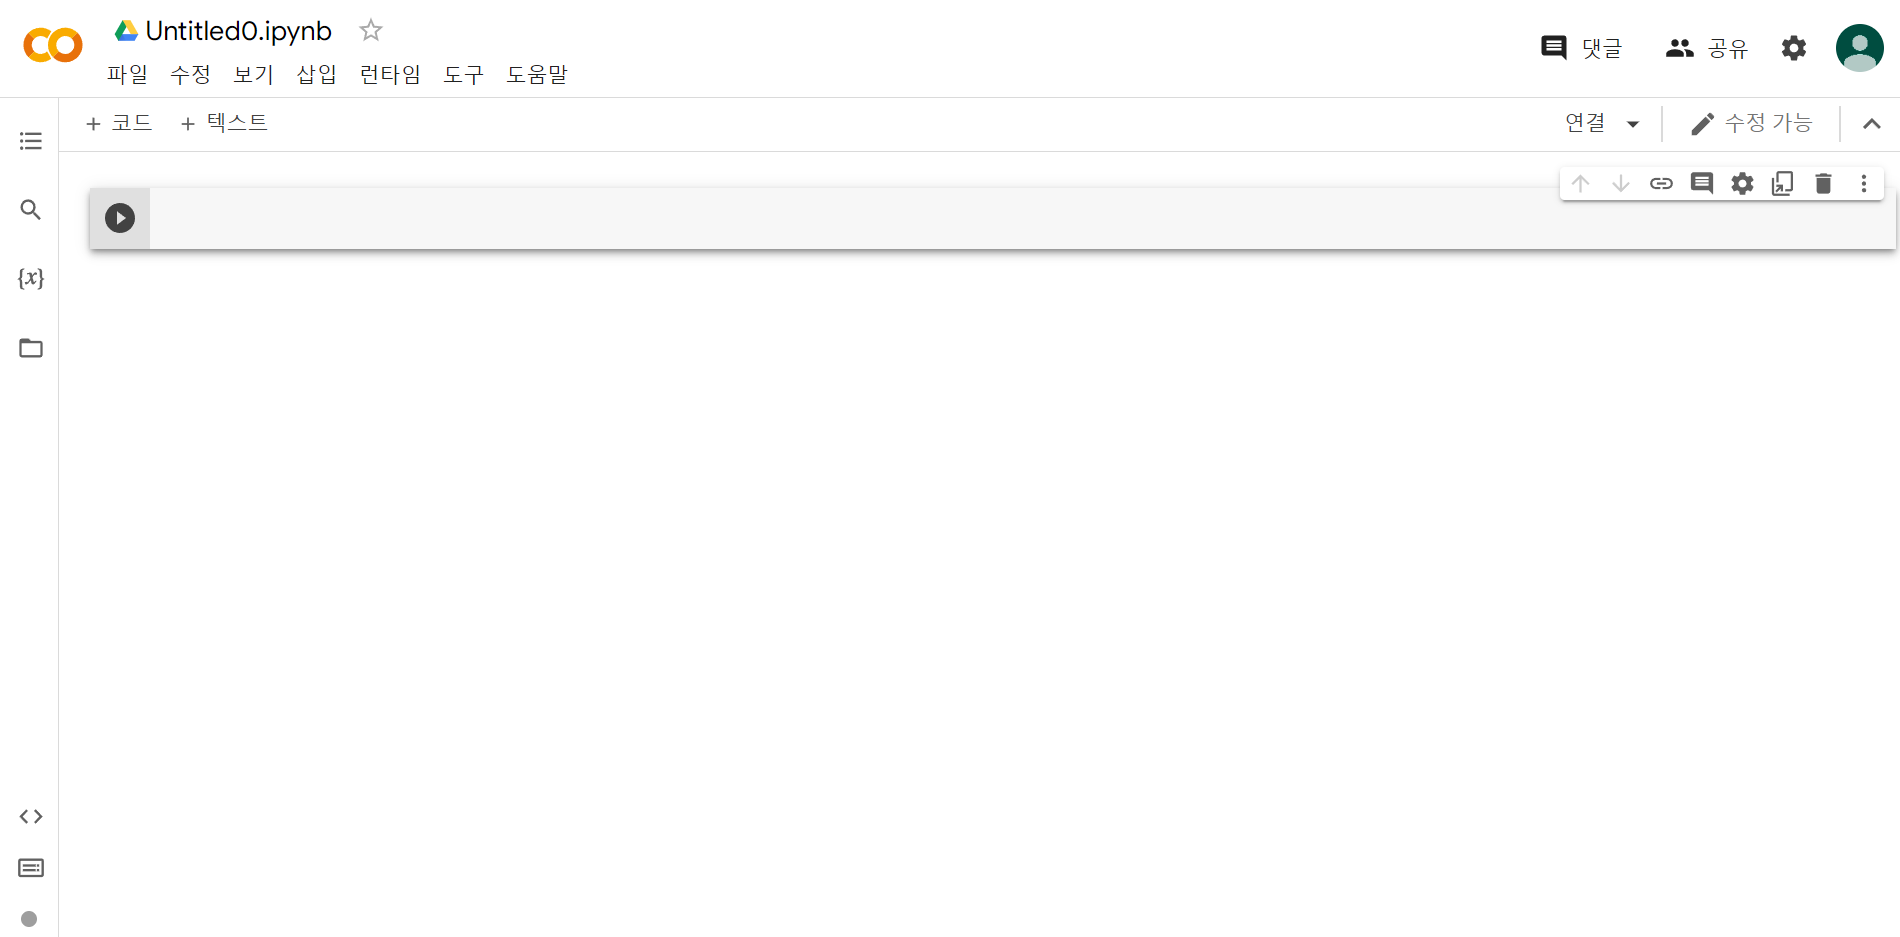 Untitled0.ipynb
파일 수정 보기 삽입 런타임 도구 도움말
댓글 공유
+ 코드 + 텍스트
연결 수정 가능
{x}